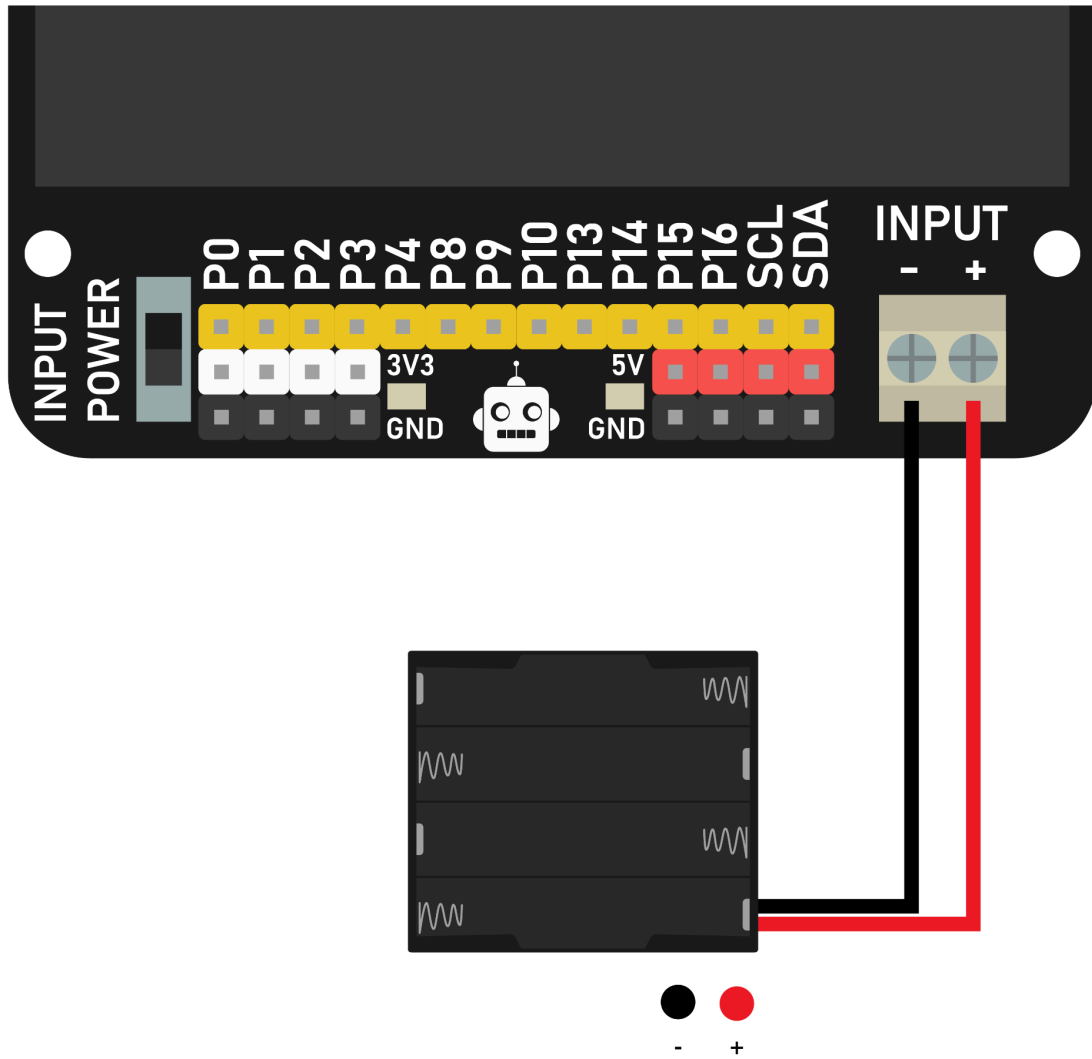 INPUT
POWER
P0 P1 P2 P3 P4 P8 P9 P10 P13 P14 P15 P16 SCL SDA
INPUT
- +
3V3
GND
5V
GND
- +